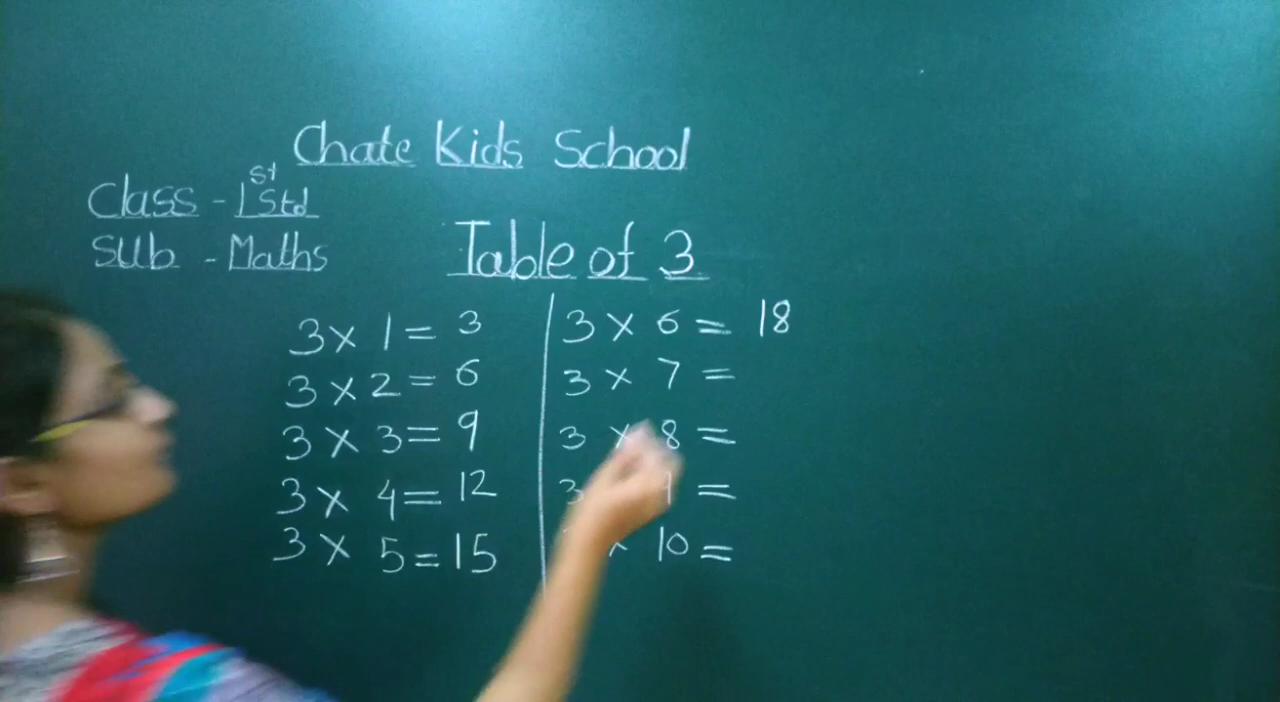 Chate Kids School
Class - 1st Std
Sub - Maths
Table of 3
3 x 1 = 3
3 x 2 = 6
3 x 3 = 9
3 x 4 = 12
3 x 5 = 15
3 x 6 = 18
3 x 7 =
3 x 8 =
3 =
x 10 =